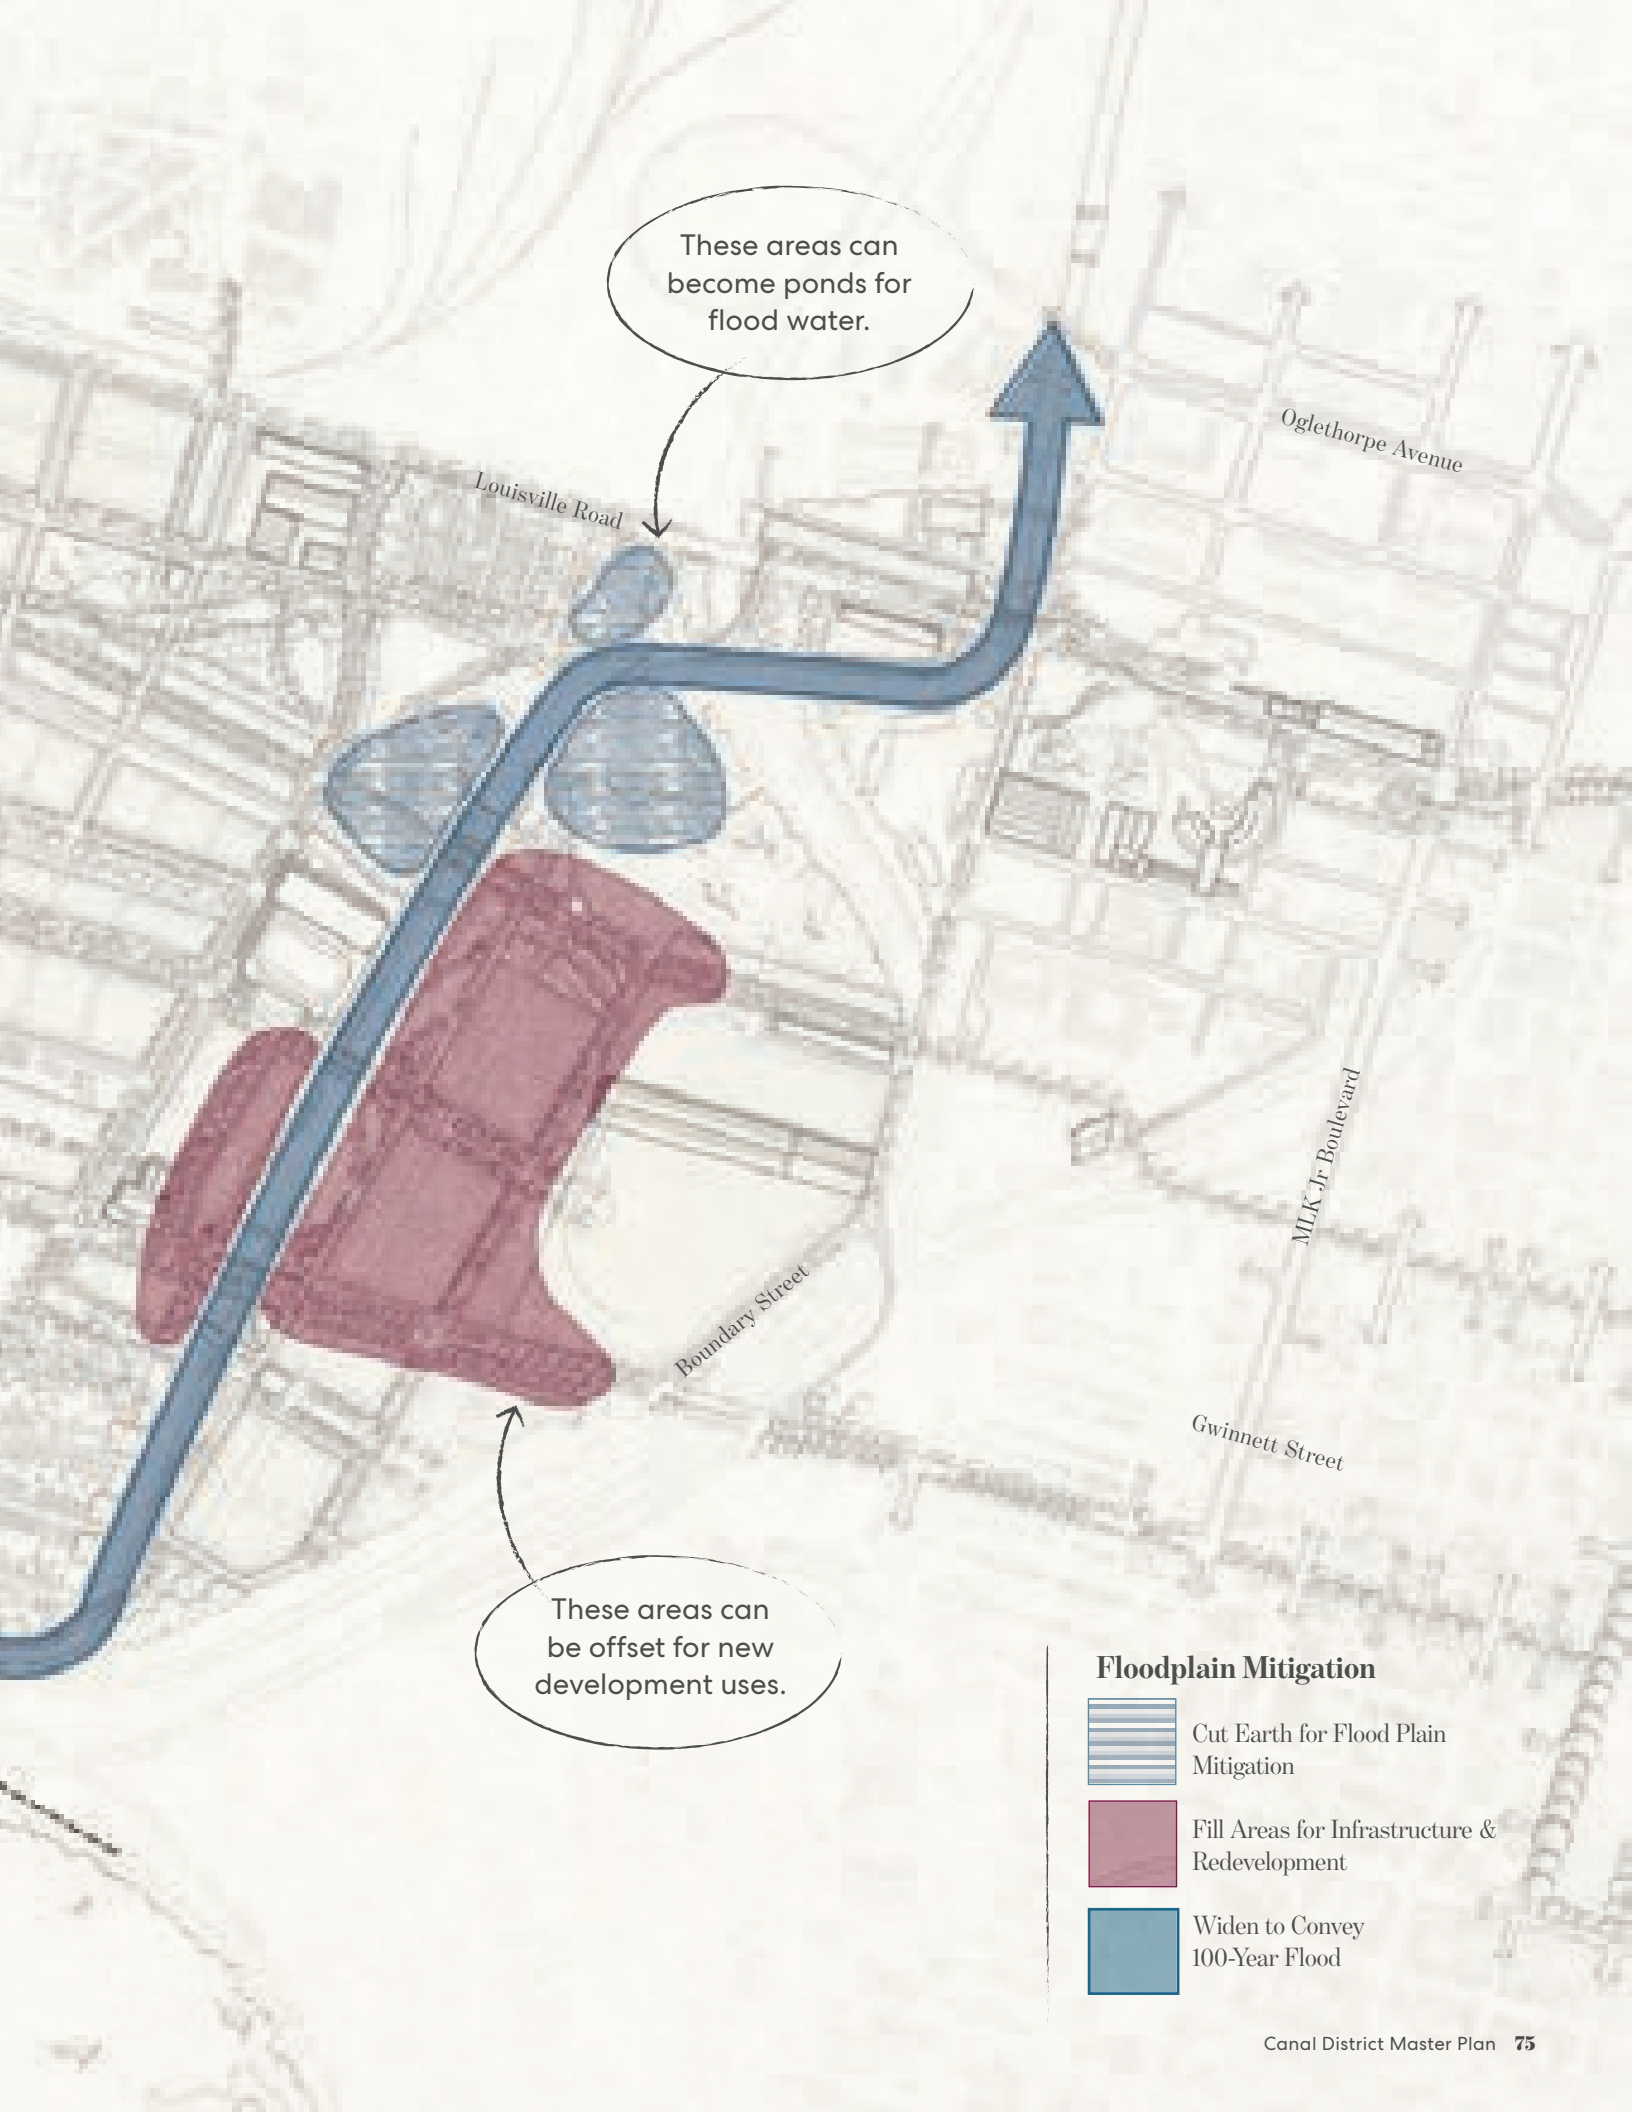 These areas can
become ponds for
flood water.
Oglethorpe Avenue
Louisville Road
MLK Jr Boulevard
Boundary Street
Gwinnett Street
These areas can
be offset for new
development uses.
Floodplain Mitigation
Cut Earth for Flood Plain
Mitigation
Fill Areas for Infrastructure &
Redevelopment
Widen to Convey
100-Year Flood
Canal District Master Plan 75